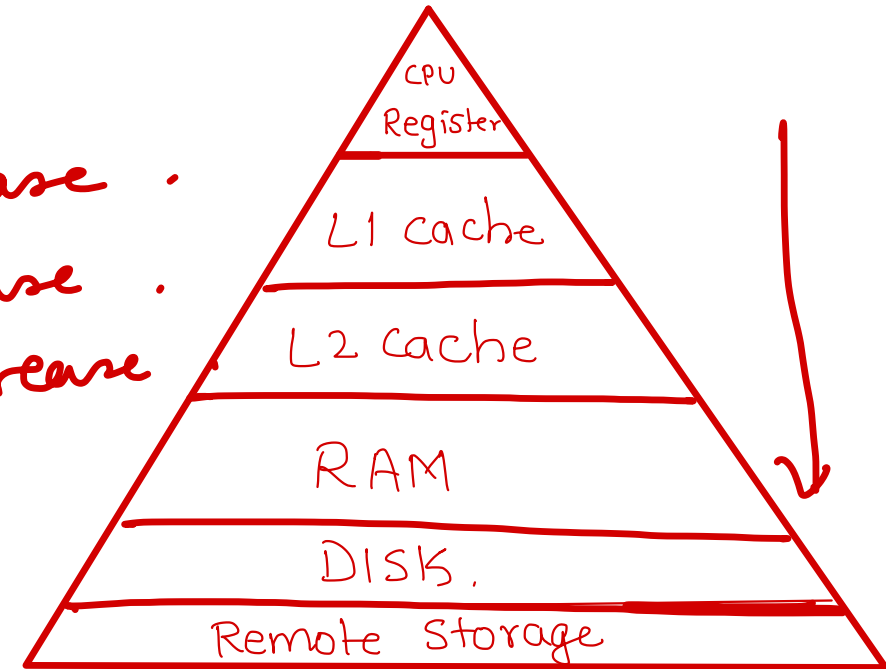 CPU
Register
L1 cache
L2 cache
RAM
DISK.
Remote Storage